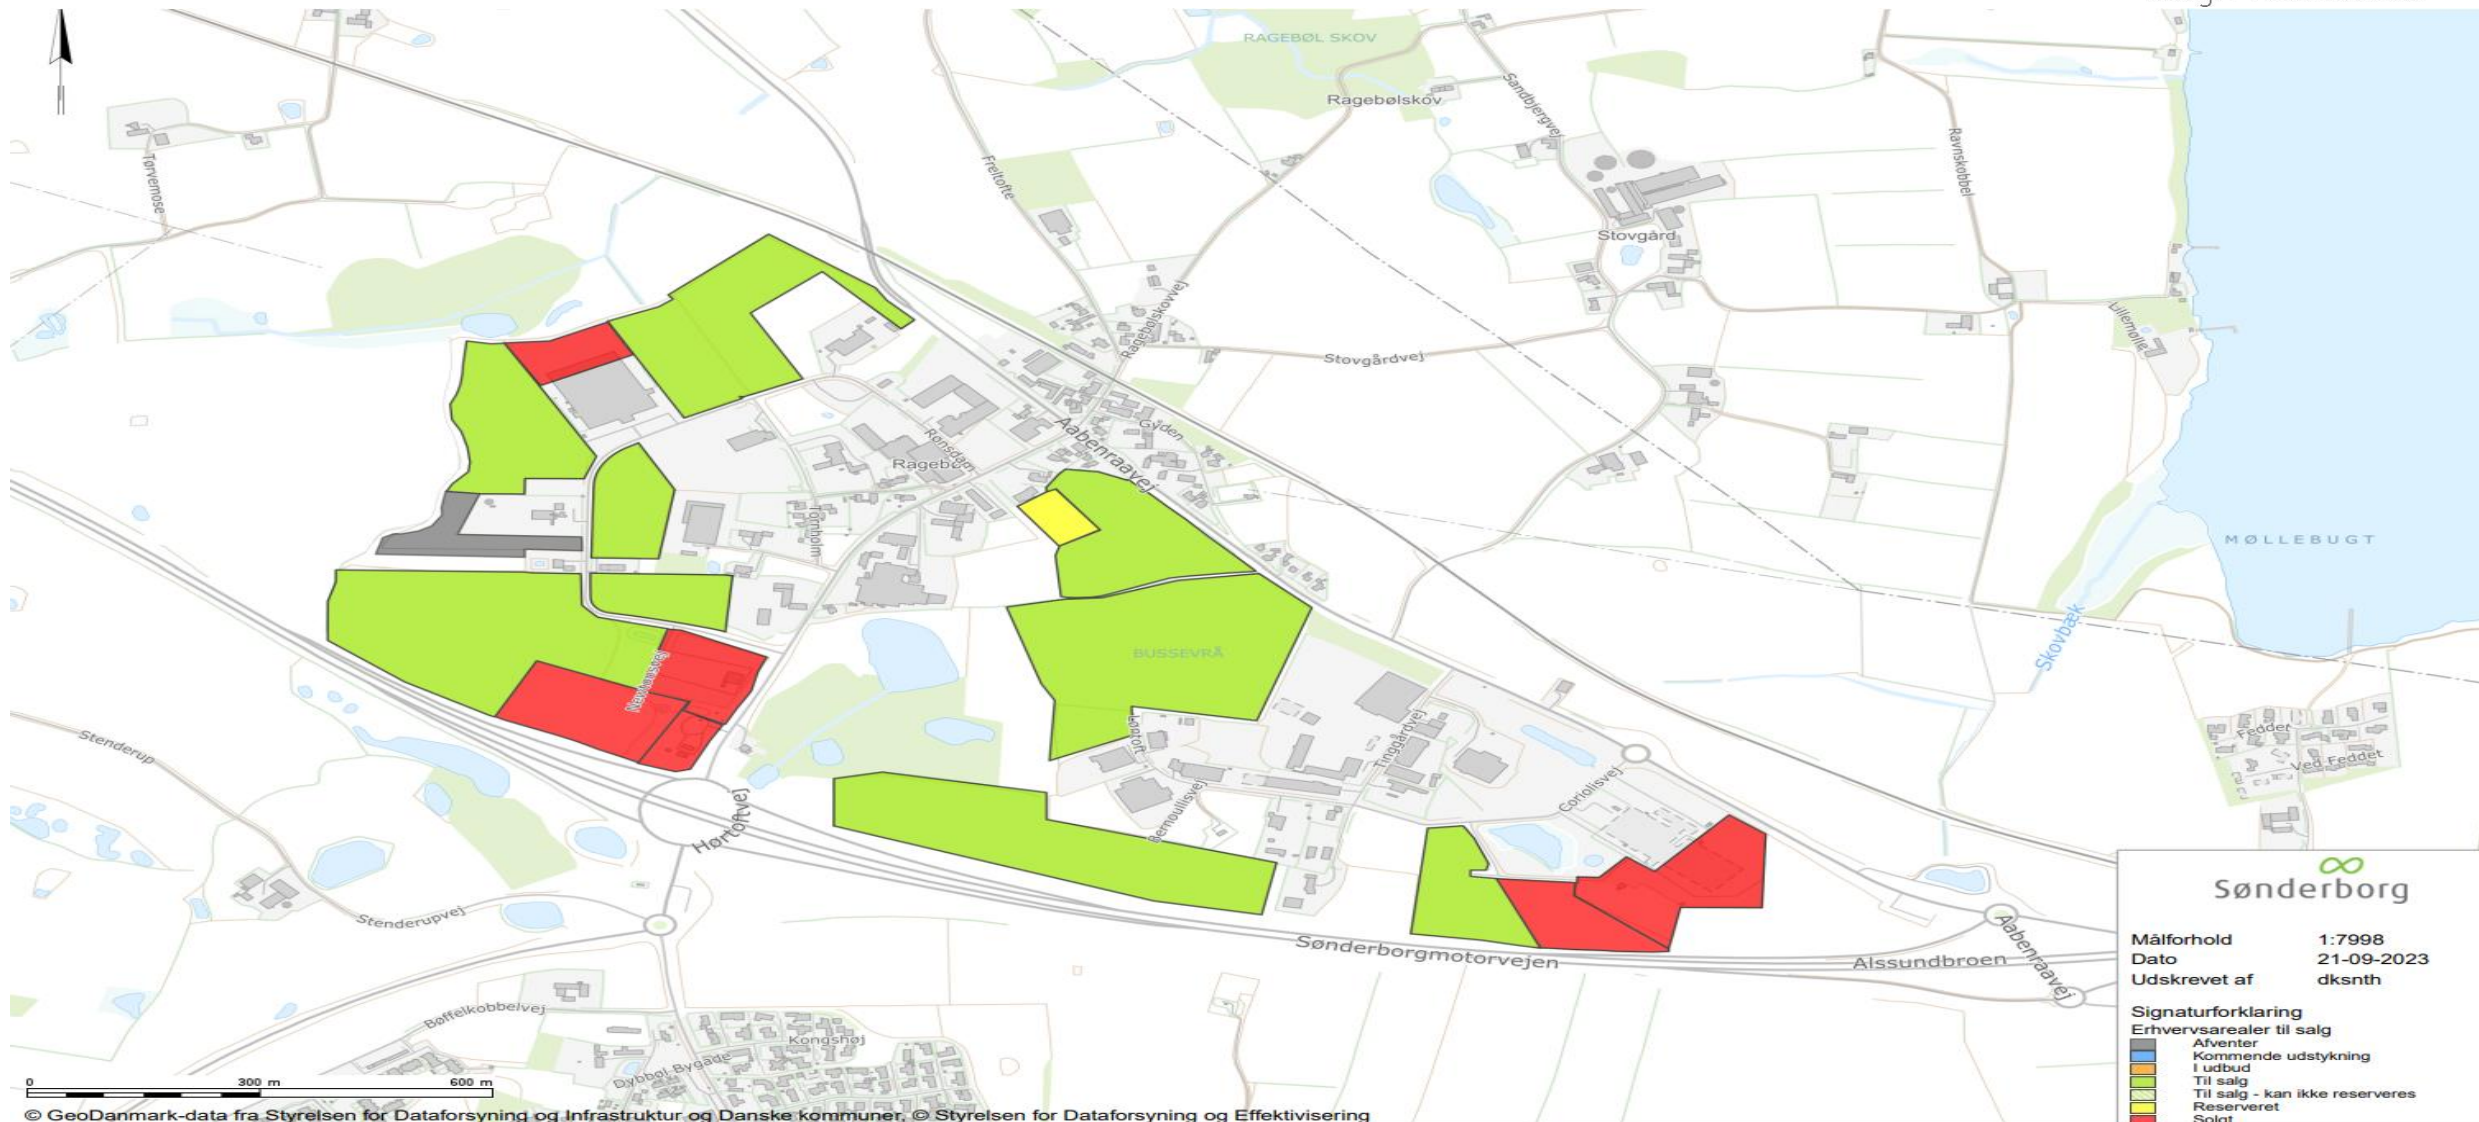 RAGEBØL SKOV
Ragebølskov
Sandbjergvej
Tørvemose
Freltofte
Ravnskobbel
Stovgård
Ragebølskovvej
Lillemølle
Stovgårdvej
Aabenraavej
Gyden
Rønsdam
Ragebøl
Tornholm
MØLLEBUGT
Skovbæk
BUSSEVRÅ
Stenderup
Løntoft
Tinggårdvej
Feddet
Ved Feddet
Bernoullisvej
Coriolisvej
Hørtoftvej
Stenderupvej
Sønderborgmotorvejen
Alssundbroen
Aabenraavej
Bøffelkobbelvej
Kongshøj
Dybbøl Bygade
Sønderborg
Målforhold 1:7998
Dato 21-09-2023
Udskrevet af dksnth
Signaturforklaring
Erhvervsarealer til salg
Afventer
Kommende udstykning
I udbud
Til salg
Til salg - kan ikke reserveres
Reserveret
Solgt
0 300 m 600 m
© GeoDanmark-data fra Styrelsen for Dataforsyning og Infrastruktur og Danske kommuner, © Styrelsen for Dataforsyning og Effektivisering